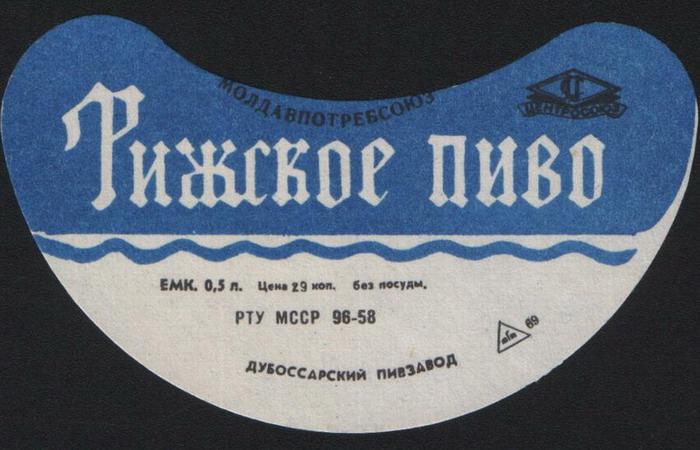 МОЛДАВПОТРЕБСОЮЗ
ЦЕНТРОСОЮЗ
Рижское пиво
ЕМК. 0,5 л. Цена 29 коп. без посуды.
РТУ МССР 96-58
69
ДУБОССАРСКИЙ ПИВЗАВОД